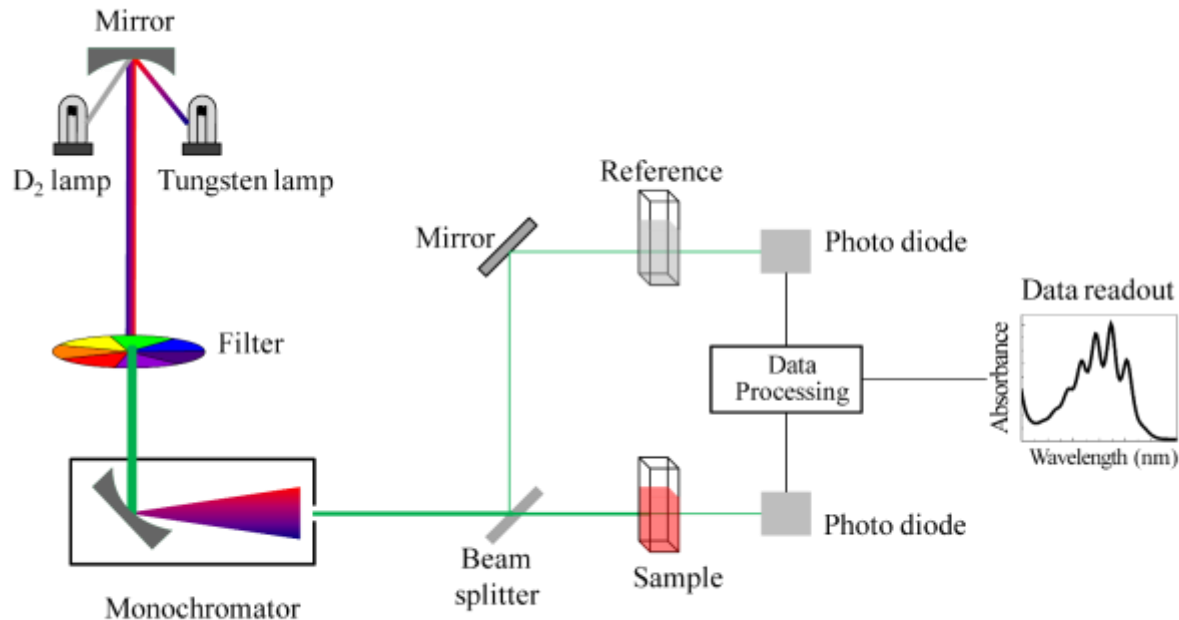 Mirror
D₂ lamp
Tungsten lamp
Filter
Monochromator
Beam
splitter
Mirror
Reference
Sample
Photo diode
Photo diode
Data
Processing
Data readout
Absorbance
Wavelength (nm)